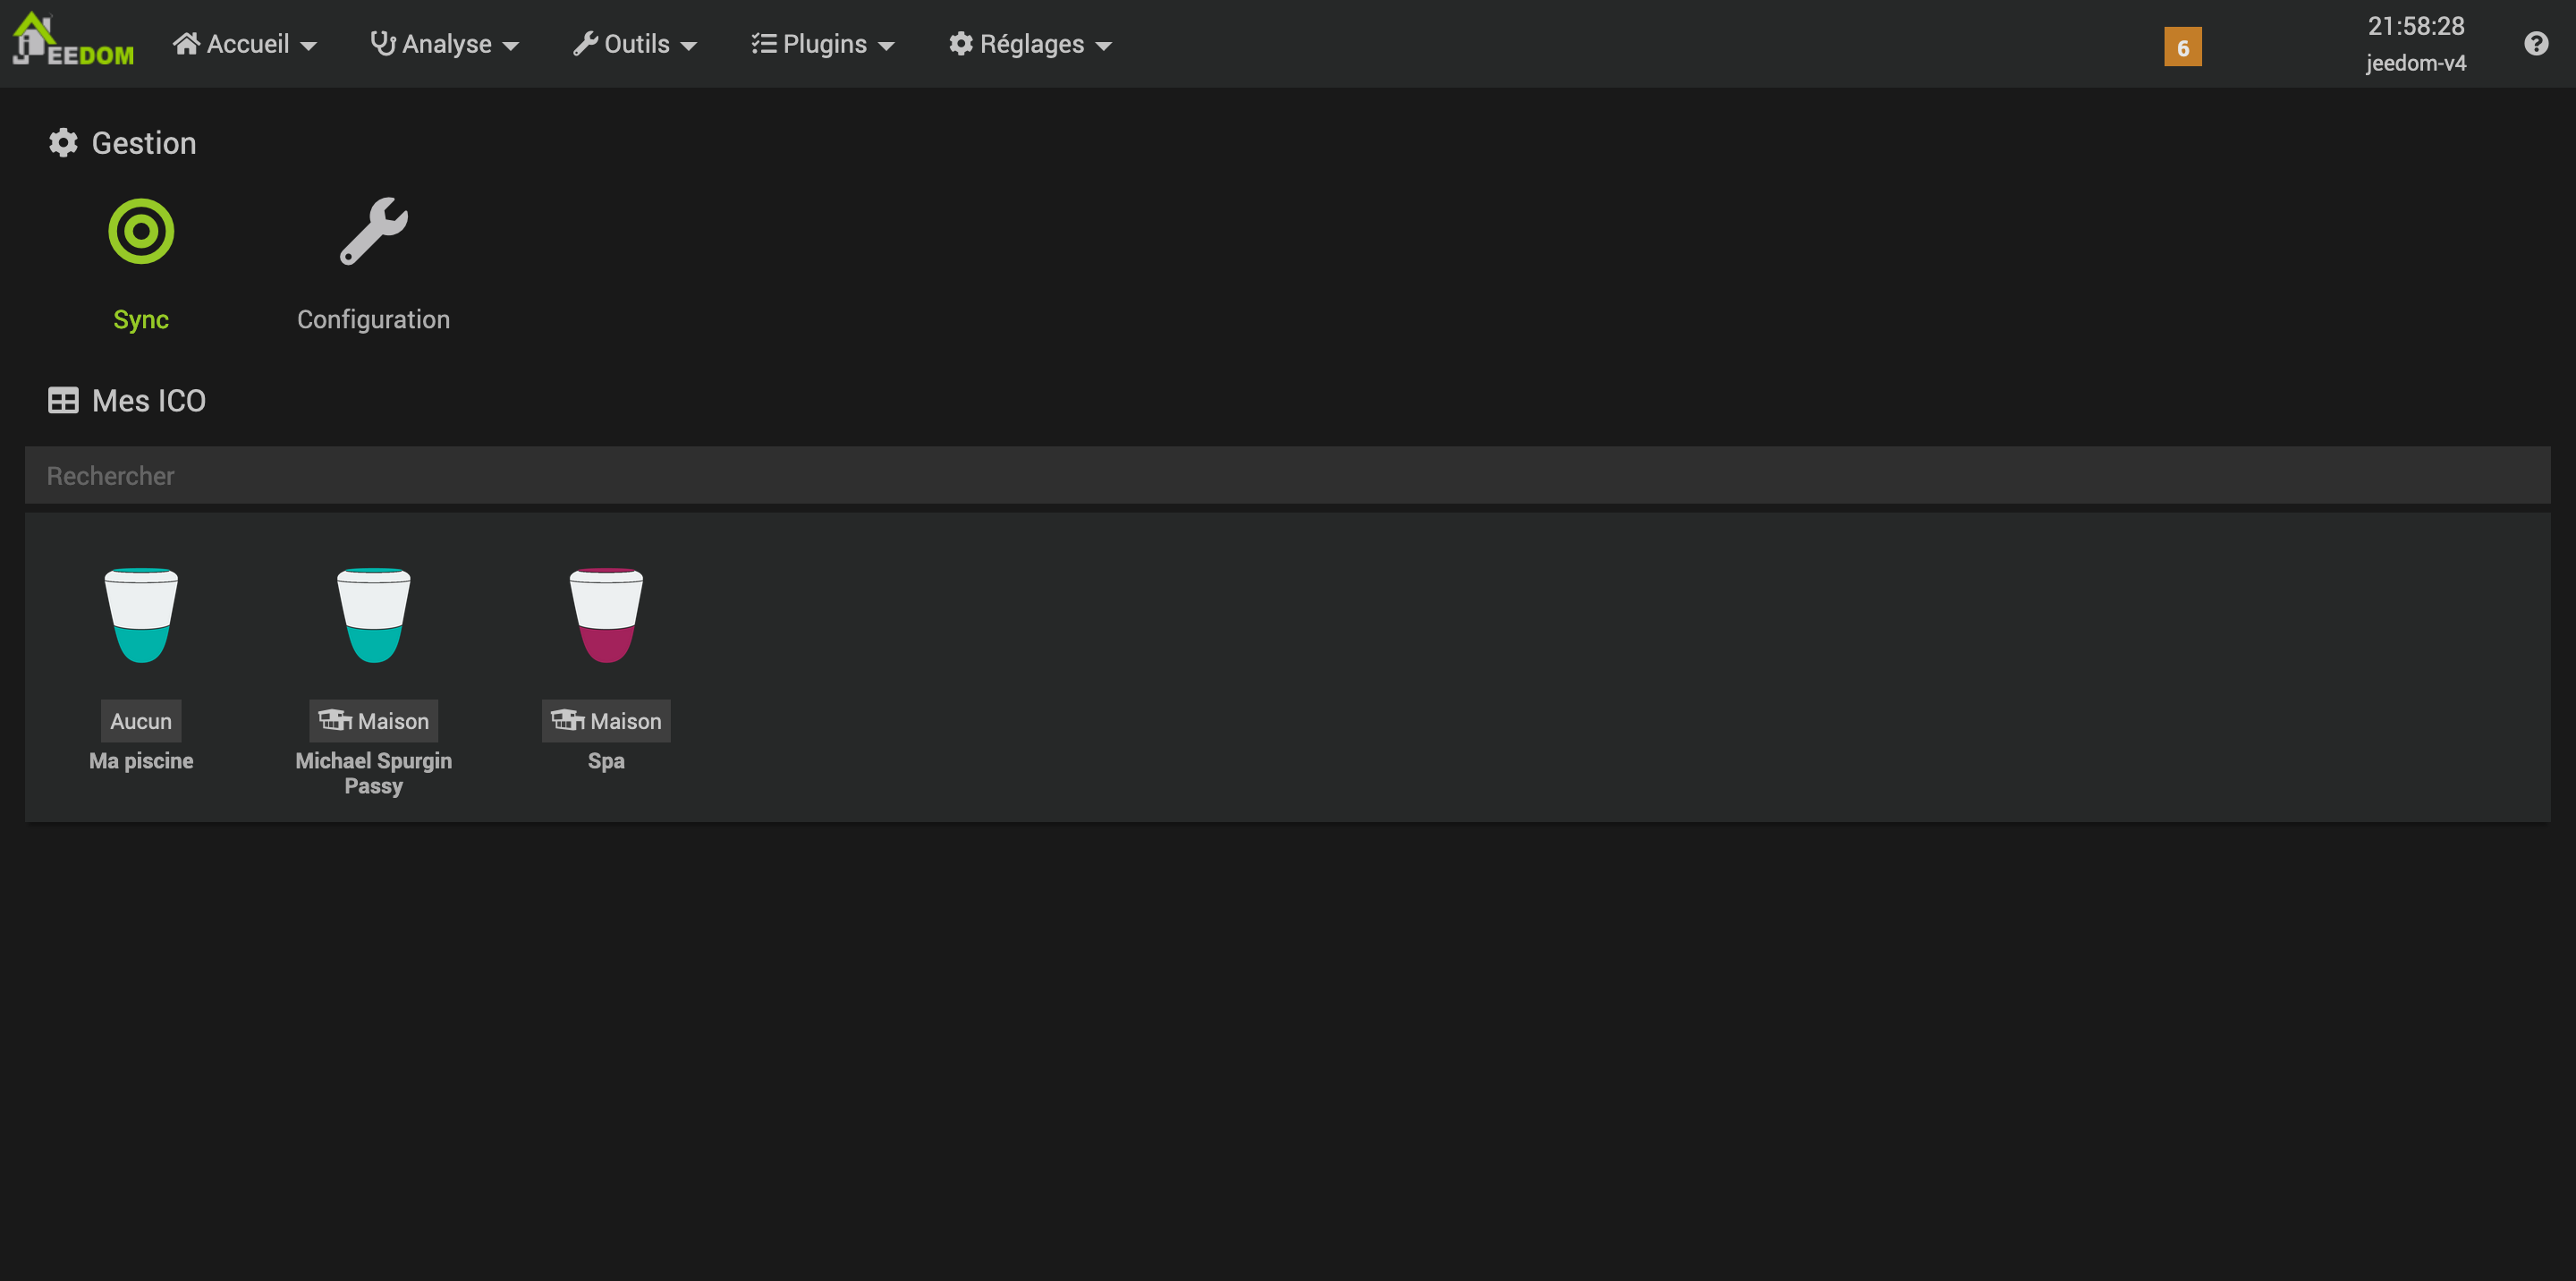 JEEDOM
Accueil
Analyse
Outils
Plugins
Réglages
6
21:58:28
jeedom-v4
Gestion
Sync
Configuration
Mes ICO
Rechercher
Aucun
Ma piscine
Maison
Michael Spurgin
Passy
Maison
Spa